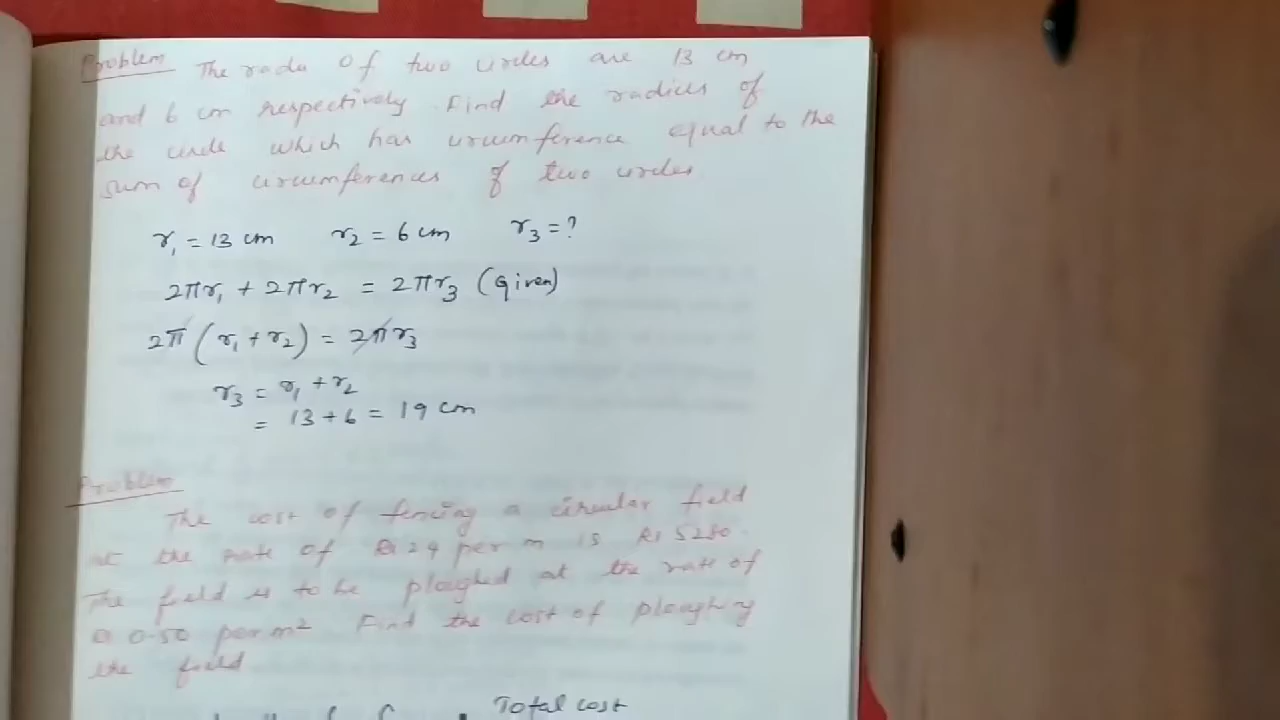 Problem The radii of two circles are 13 cm
and 6 cm respectively. Find the radius of
the circle which has circumference equal to the
sum of circumferences of two circles
r₁ = 13 cm r₂ = 6 cm r₃ = ?
2πr₁ + 2πr₂ = 2πr₃ (Given)
2π (r₁ + r₂) = 2πr₃
r₃ = r₁ + r₂
= 13 + 6 = 19 cm
Problem
The cost of fencing a circular field
at the rate of Rs 24 per m is Rs 5280.
The field is to be ploughed at the rate of
0.50 per m² Find the cost of ploughing
the field
Total cost